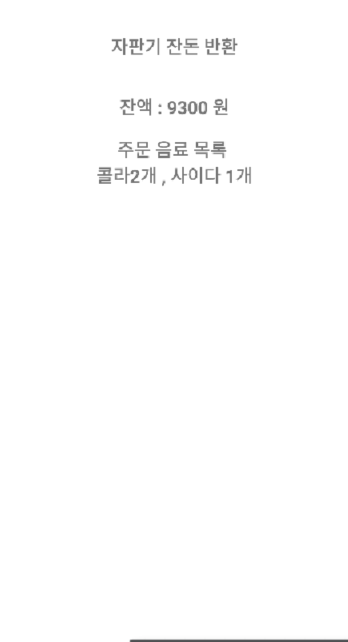 자판기 잔돈 반환
잔액 : 9300 원
주문 음료 목록
콜라2개 , 사이다 1개